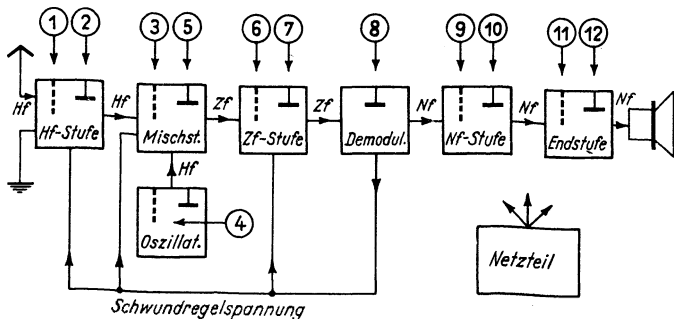 1 2 3 5 6 7 8 9 10 11 12
Hf Hf Zf Zf Nf Nf Nf
Hf-Stufe Mischst. Zf-Stufe Demodul. Nf-Stufe Endstufe
Hf
4
Oszillat.
Netzteil
Schwundregelspannung